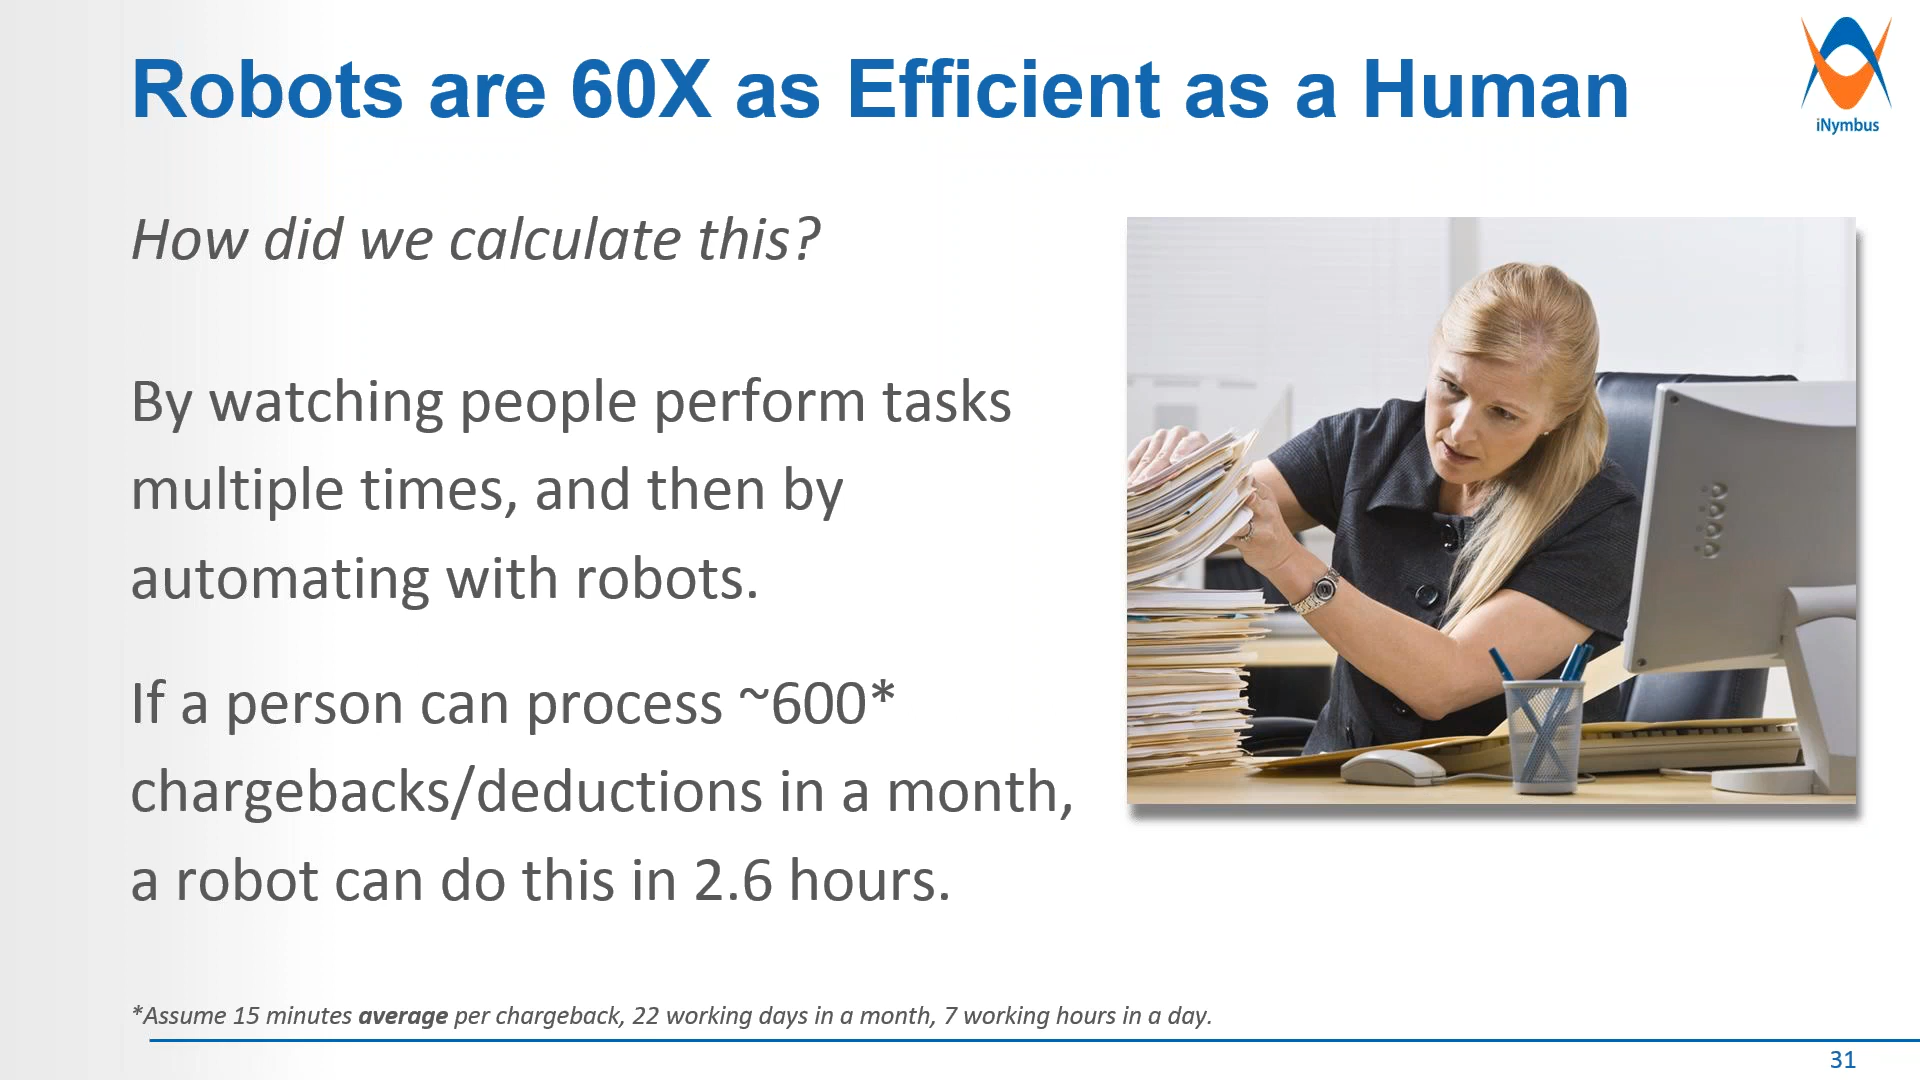 Robots are 60X as Efficient as a Human
iNymbus
How did we calculate this?
By watching people perform tasks
multiple times, and then by
automating with robots.
If a person can process ~600*
chargebacks/deductions in a month,
a robot can do this in 2.6 hours.
*Assume 15 minutes average per chargeback, 22 working days in a month, 7 working hours in a day.
31